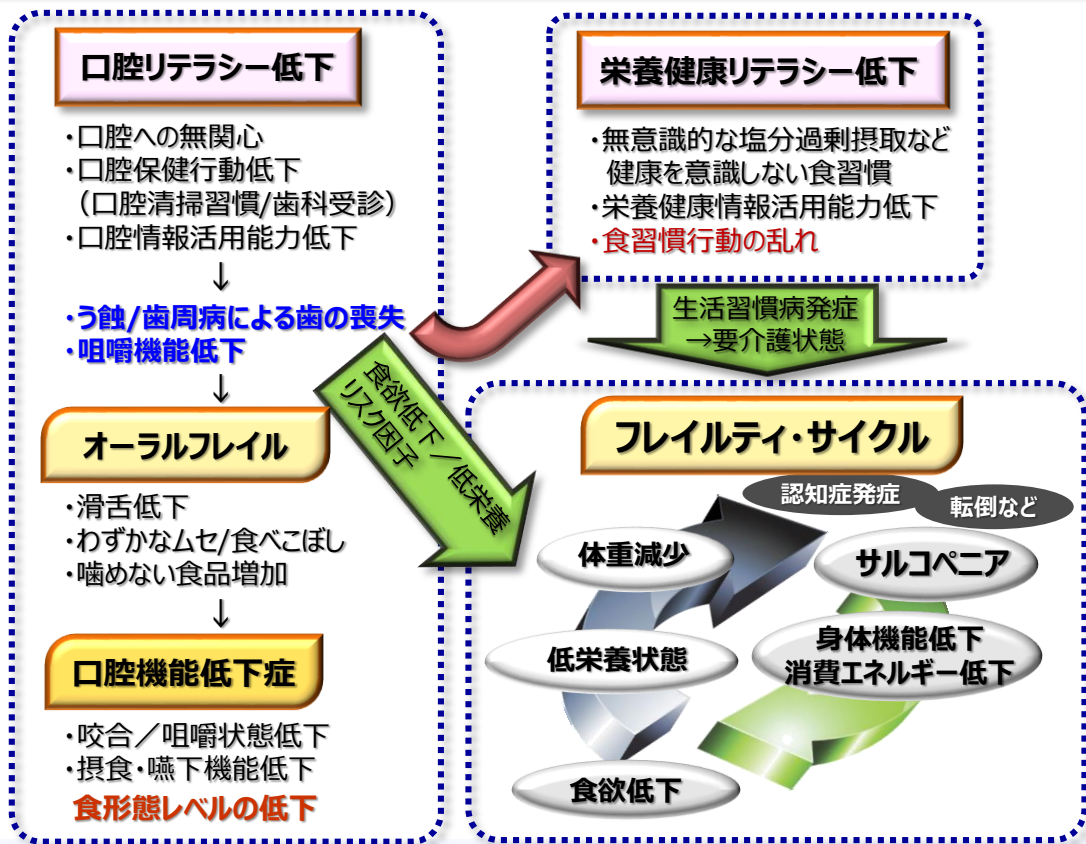 口腔リテラシー低下
・口腔への無関心
・口腔保健行動低下
（口腔清掃習慣/歯科受診）
・口腔情報活用能力低下
↓
・う蝕/歯周病による歯の喪失
・咀嚼機能低下
↓
オーラルフレイル
・滑舌低下
・わずかなムセ/食べこぼし
・噛めない食品増加
↓
口腔機能低下症
・咬合／咀嚼状態低下
・摂食・嚥下機能低下
食形態レベルの低下
栄養健康リテラシー低下
・無意識的な塩分過剰摂取など
健康を意識しない食習慣
・栄養健康情報活用能力低下
・食習慣行動の乱れ
生活習慣病発症
→要介護状態
食欲低下／低栄養
リスク因子
フレイルティ・サイクル
認知症発症
転倒など
体重減少
サルコペニア
低栄養状態
身体機能低下
消費エネルギー低下
食欲低下